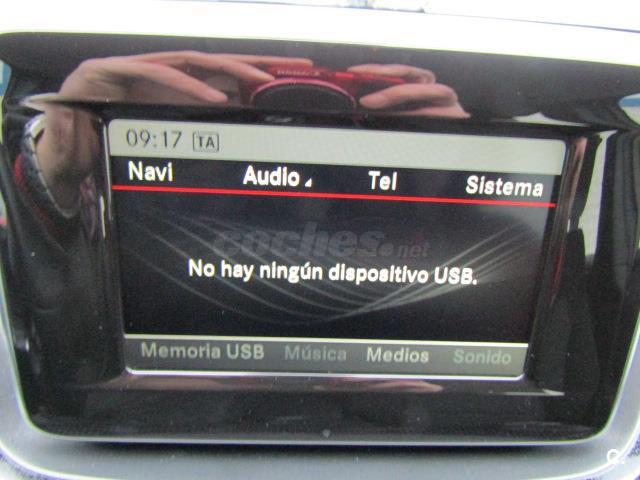 09:17 TA
Navi Audio Tel Sistema
coches.net
No hay ningún dispositivo USB.
Memoria USB Música Medios Sonido